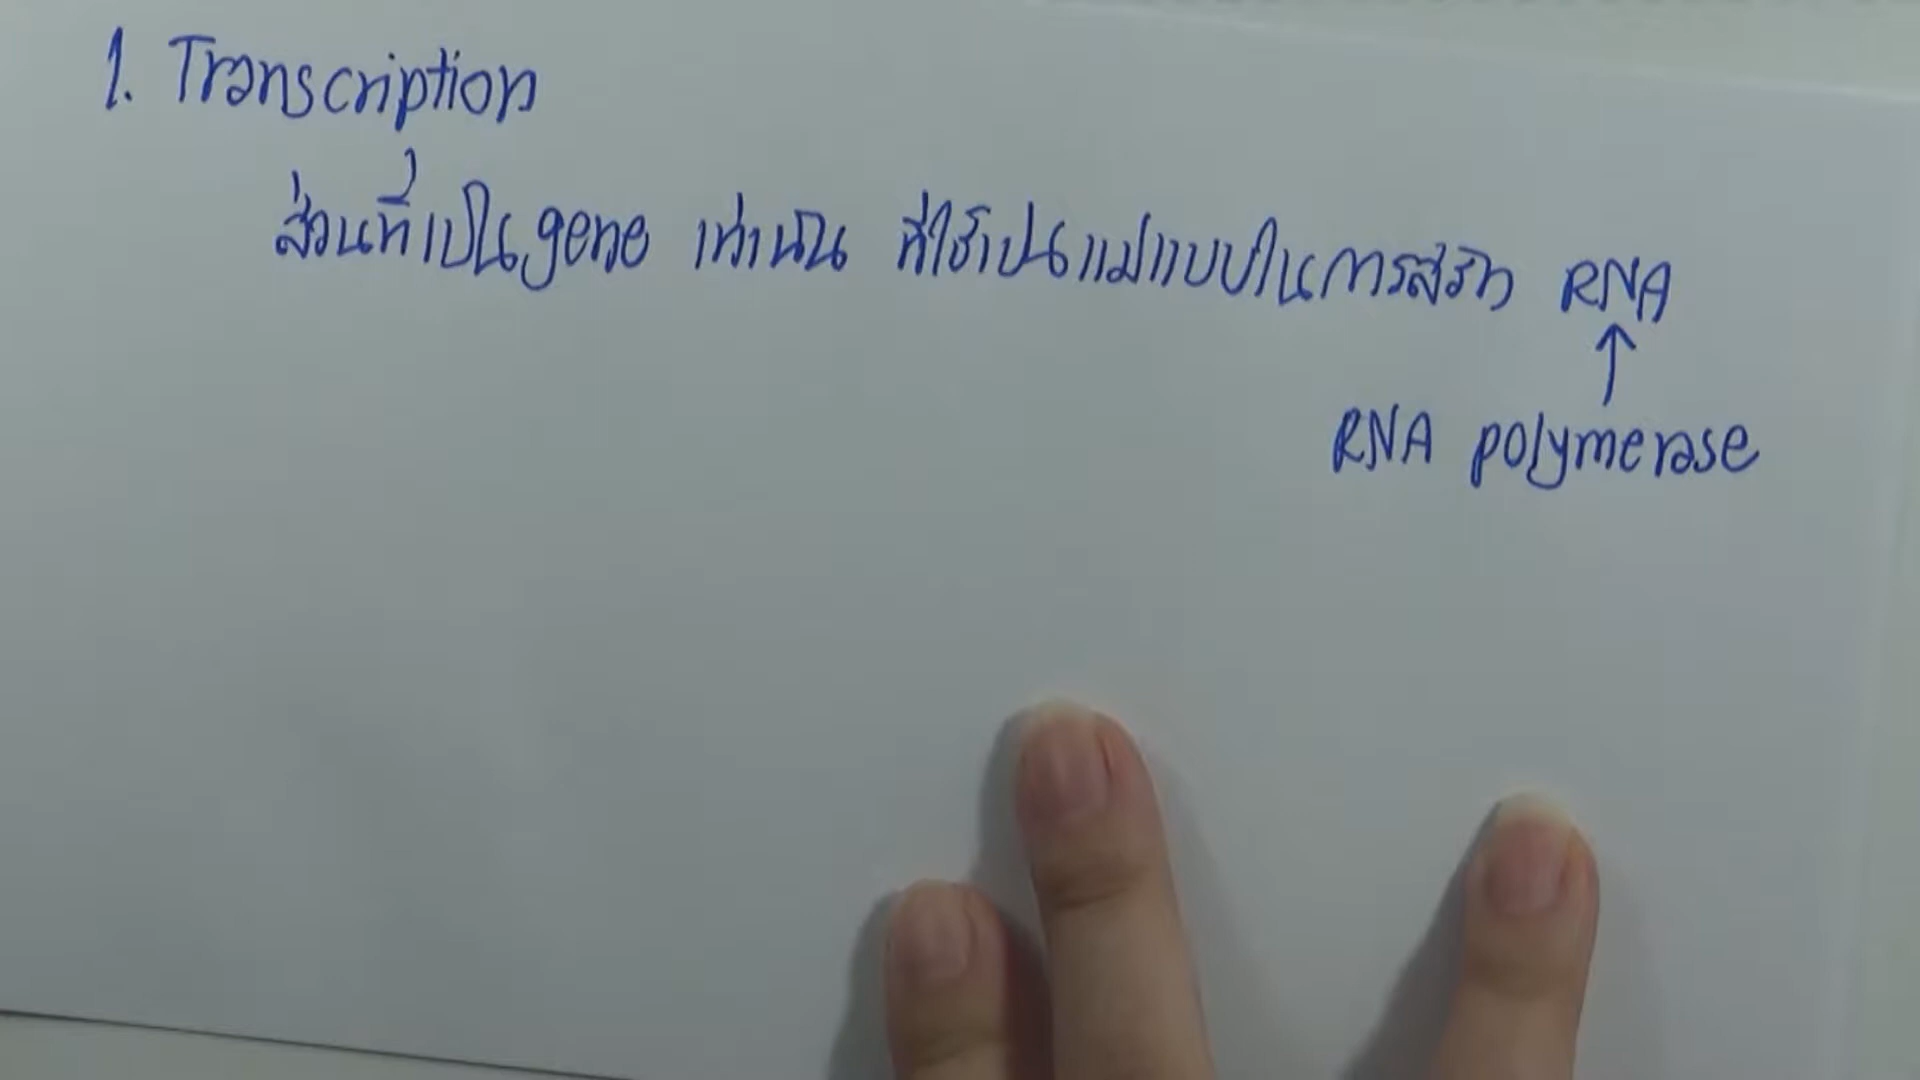 1. Transcription
ส่วนที่เป็น gene เท่านั้น ที่ใช้เป็นแม่แบบในการสร้าง RNA
↑
RNA polymerase